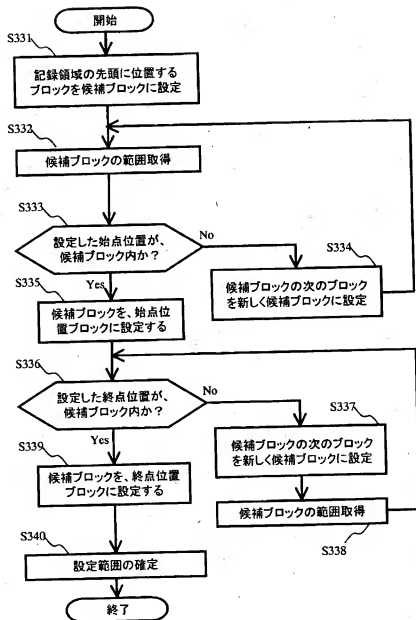 開始
S331
記録領域の先頭に位置する
ブロックを候補ブロックに設定
S332
候補ブロックの範囲取得
S333
設定した始点位置が、
候補ブロック内か？
No
S334
候補ブロックの次のブロック
を新しく候補ブロックに設定
Yes
S335
候補ブロックを、始点位
置ブロックに設定する
S336
設定した終点位置が、
候補ブロック内か？
No
S337
候補ブロックの次のブロック
を新しく候補ブロックに設定
Yes
S339
候補ブロックを、終点位置
ブロックに設定する
候補ブロックの範囲取得
S338
S340
設定範囲の確定
終了